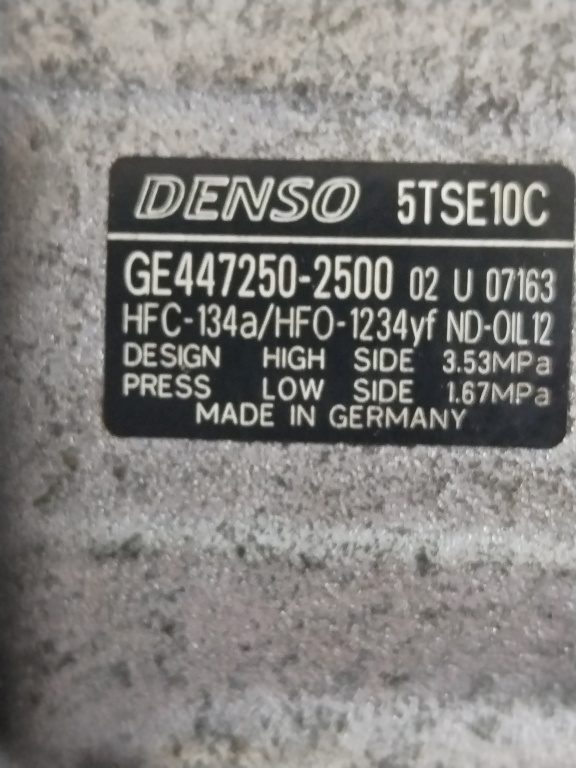 DENSO 5TSE10C
GE447250-2500 02 U 07163
HFC-134a/HFO-1234yf ND-OIL12
DESIGN HIGH SIDE 3.53MPa
PRESS LOW SIDE 1.67MPa
MADE IN GERMANY